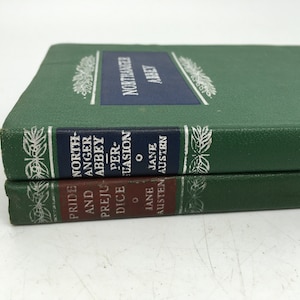 NORTHANGER
ABBEY
NORTH-
ANGER
ABBEY
—
PER-
SUASION
JANE
AUSTEN
PRIDE
AND
PREJU-
DICE
JANE
AUSTEN